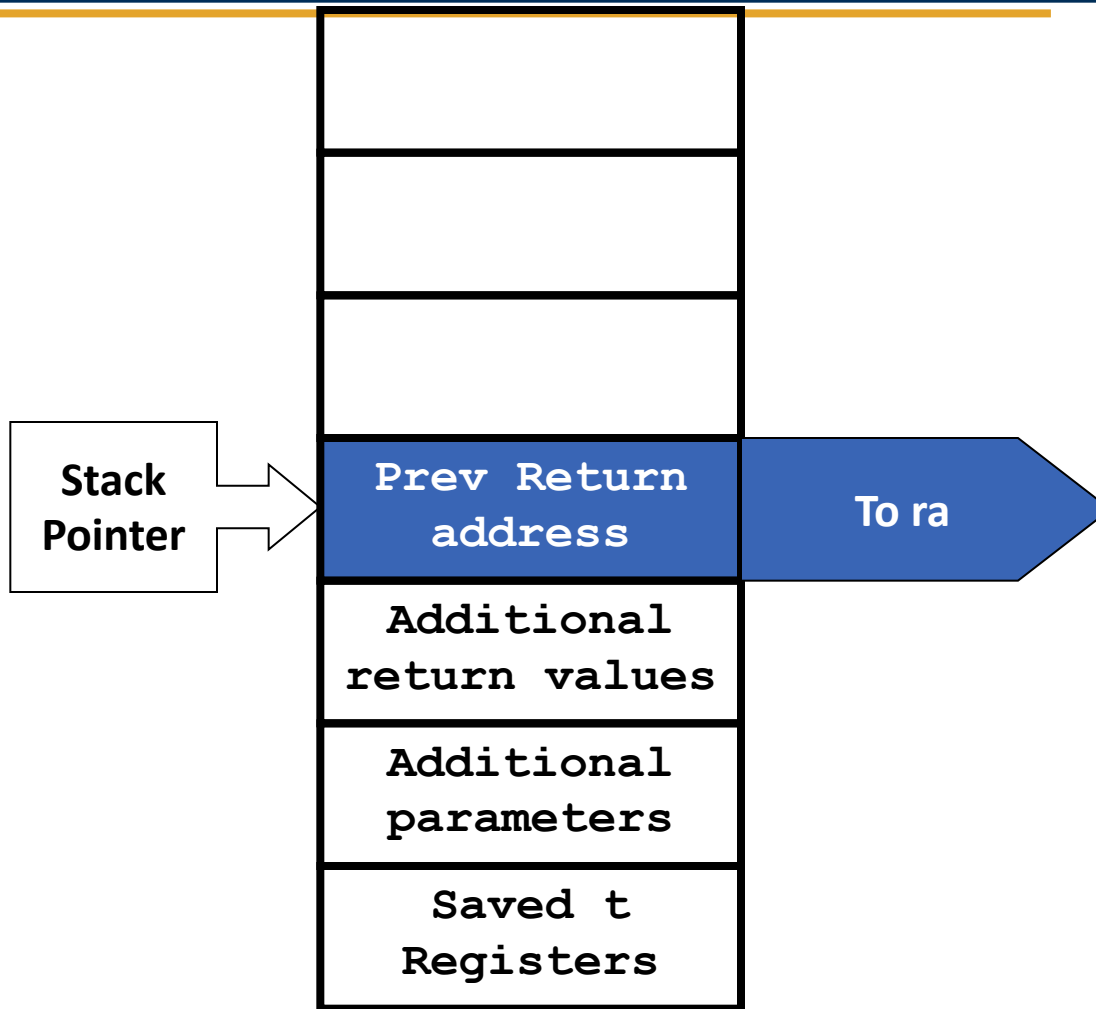 Stack
Pointer
Prev Return
address
To ra
Additional
return values
Additional
parameters
Saved t
Registers